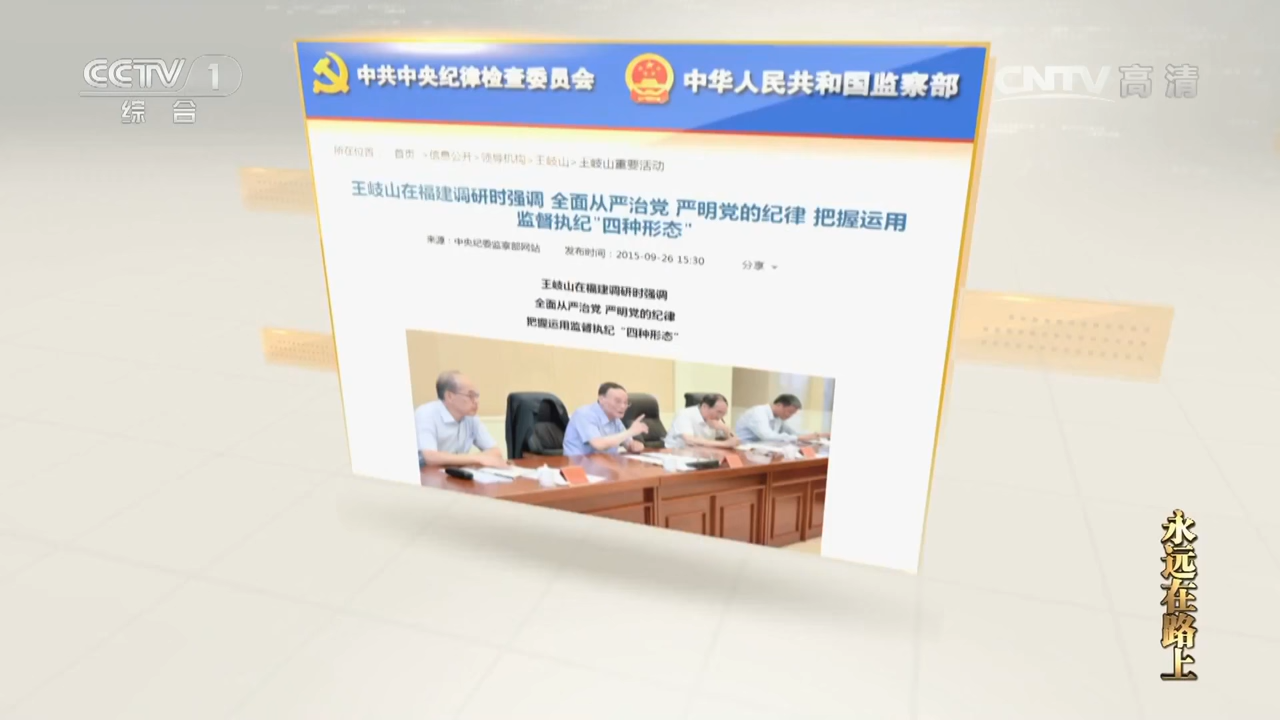 CCTV 1
综合
CNTV 高清
中共中央纪律检查委员会 中华人民共和国监察部
所在位置 首页 >信息公开>领导机构>王岐山>王岐山重要活动
王岐山在福建调研时强调 全面从严治党 严明党的纪律 把握运用
监督执纪"四种形态"
来源：中央纪委监察部网站 发布时间：2015-09-26 15:30 分享
王岐山在福建调研时强调
全面从严治党 严明党的纪律
把握运用监督执纪“四种形态”
永远在路上